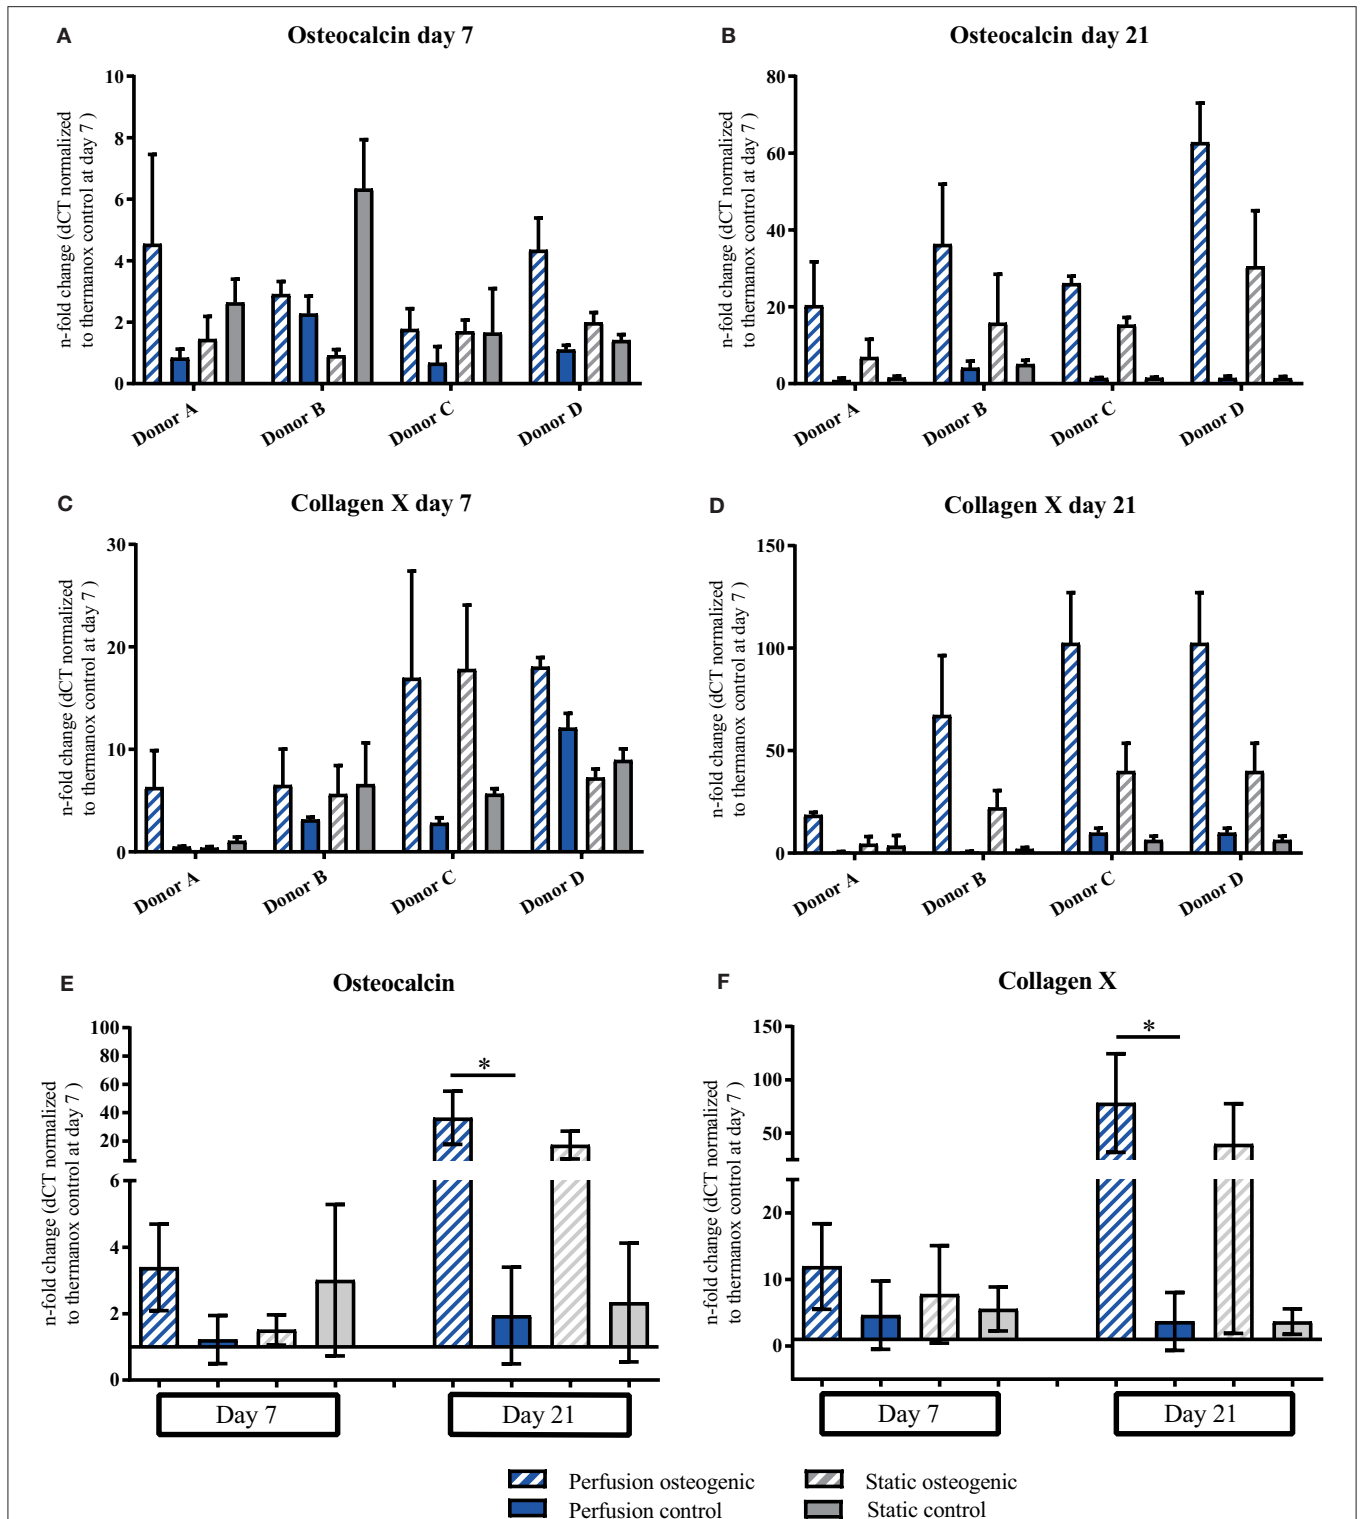 A
Osteocalcin day 7
n-fold change (dCT normalized
to thermanox control at day 7 )
10
8
6
4
2
0
Donor A
Donor B
Donor C
Donor D
B
Osteocalcin day 21
n-fold change (dCT normalized
to thermanox control at day 7 )
80
60
40
20
0
Donor A
Donor B
Donor C
Donor D
C
Collagen X day 7
n-fold change (dCT normalized
to thermanox control at day 7 )
30
20
10
0
Donor A
Donor B
Donor C
Donor D
D
Collagen X day 21
n-fold change (dCT normalized
to thermanox control at day 7 )
150
100
50
0
Donor A
Donor B
Donor C
Donor D
E
Osteocalcin
n-fold change (dCT normalized
to thermanox control at day 7 )
100
80
60
40
20
6
4
2
0
*
Day 7
Day 21
F
Collagen X
n-fold change (dCT normalized
to thermanox control at day 7 )
150
100
50
20
10
0
*
Day 7
Day 21
Perfusion osteogenic
Static osteogenic
Perfusion control
Static control